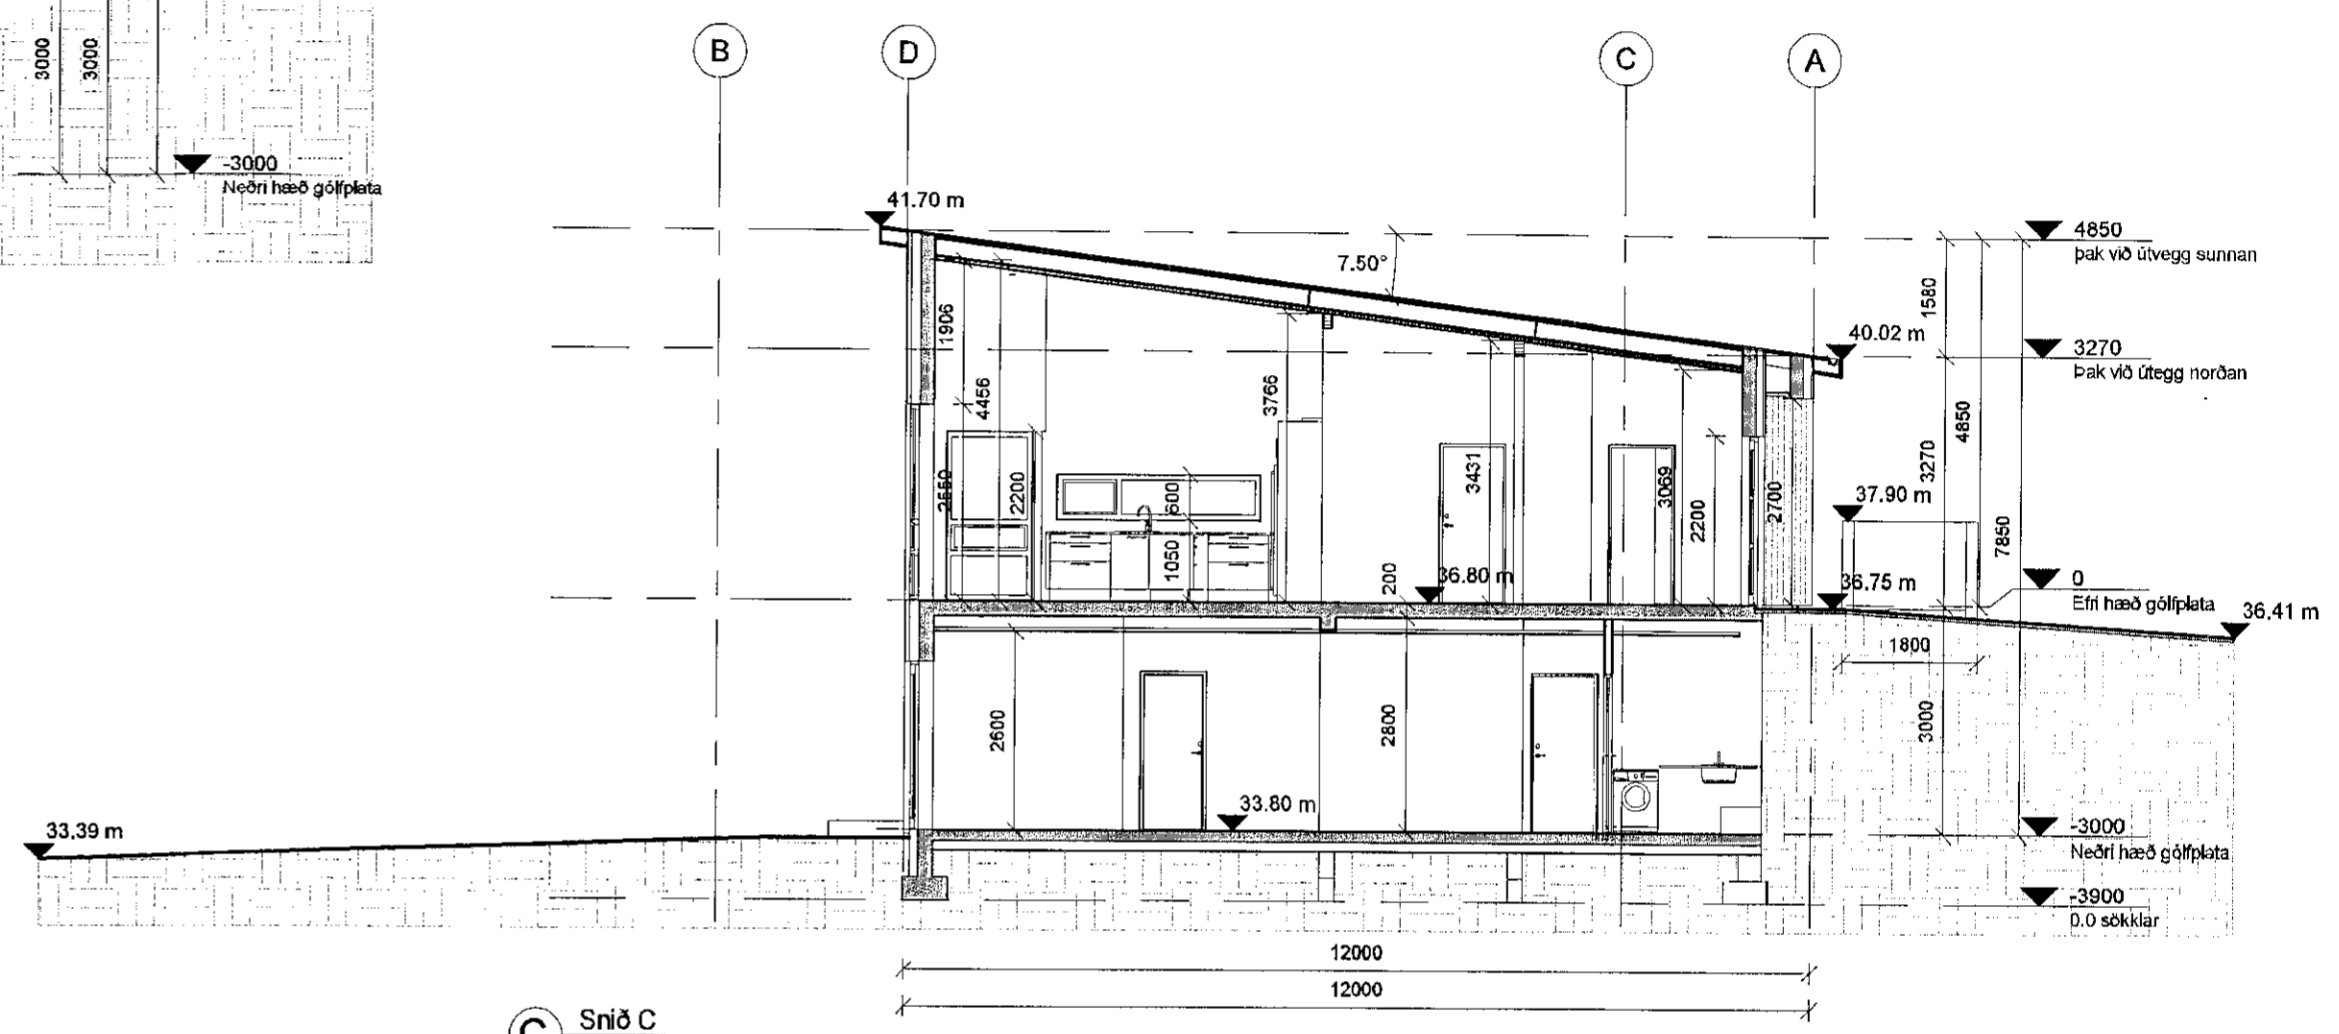 B
D
C
A
3000
3000
-3000
Neðri hæð gólfplata
41.70 m
4850
þak við útvegg sunnan
7.50°
1580
1906
40.02 m
3270
Þak við útegg norðan
4456
3766
4850
3270
3431
3069
2550
2200
600
2200
2700
37.90 m
7850
1050
200
36.80 m
36.75 m
0
Efri hæð gólfplata
36.41 m
1800
2600
2800
3000
33.80 m
33.39 m
-3000
Neðri hæð gólfplata
-3900
0.0 sökklar
12000
12000
C
Snið C